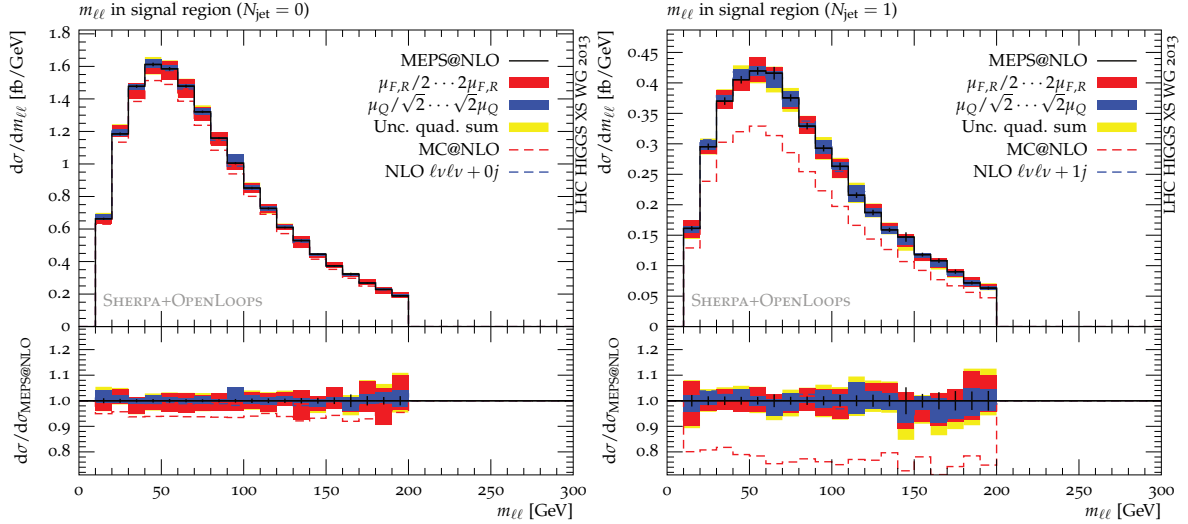 mℓℓ in signal region (Njet = 0)
dσ/dmℓℓ [fb/GeV]
1.8
1.6
1.4
1.2
1
0.8
0.6
0.4
0.2
0
MEPS@NLO
μF,R/2 ··· 2μF,R
μQ/√2 ··· √2μQ
Unc. quad. sum
MC@NLO
NLO ℓνℓν + 0j
SHERPA+OPENLOOPS
LHC HIGGS XS WG 2013
dσ/dσMEPS@NLO
1.2
1.1
1.0
0.9
0.8
0 50 100 150 200 250 300
mℓℓ [GeV]
mℓℓ in signal region (Njet = 1)
dσ/dmℓℓ [fb/GeV]
0.45
0.4
0.35
0.3
0.25
0.2
0.15
0.1
0.05
0
MEPS@NLO
μF,R/2 ··· 2μF,R
μQ/√2 ··· √2μQ
Unc. quad. sum
MC@NLO
NLO ℓνℓν + 1j
SHERPA+OPENLOOPS
LHC HIGGS XS WG 2013
dσ/dσMEPS@NLO
1.2
1.1
1.0
0.9
0.8
0 50 100 150 200 250 300
mℓℓ [GeV]